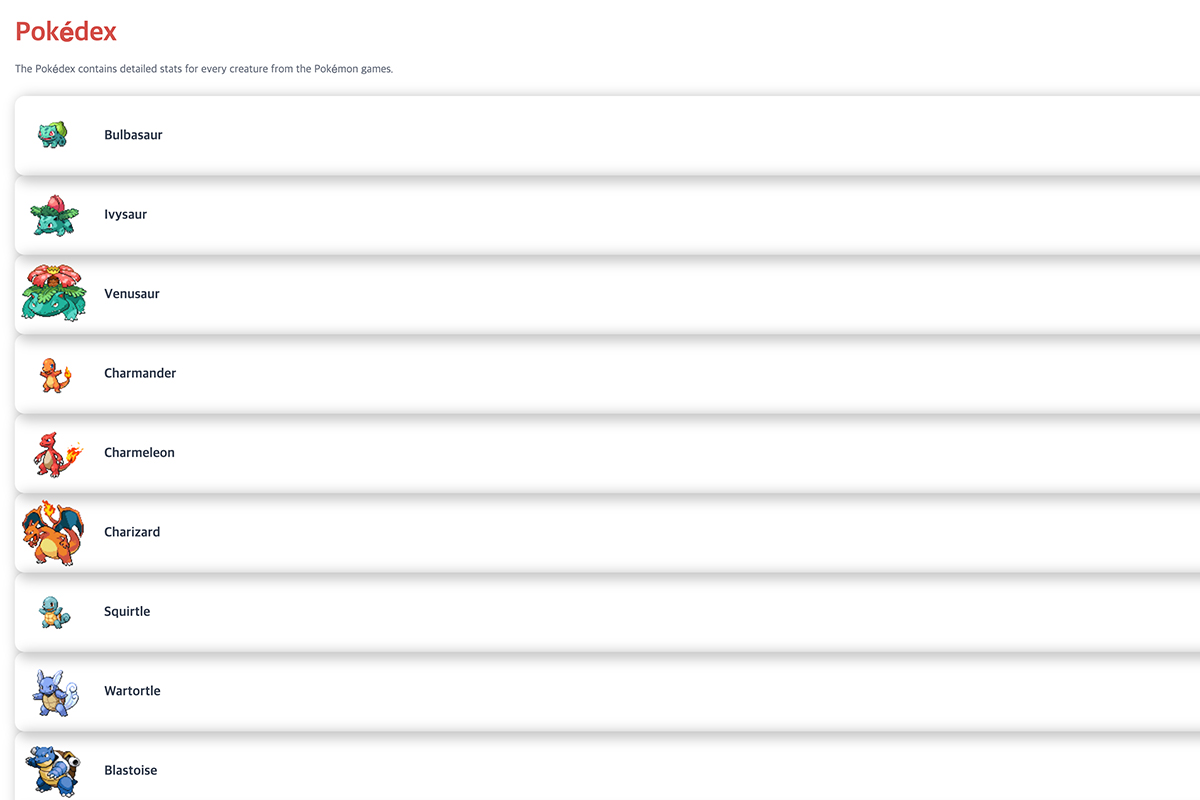 Pokédex
The Pokédex contains detailed stats for every creature from the Pokémon games.
Bulbasaur
Ivysaur
Venusaur
Charmander
Charmeleon
Charizard
Squirtle
Wartortle
Blastoise